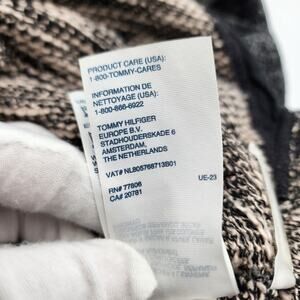 PRODUCT CARE (USA):
1-800-TOMMY-CARES
INFORMATION DE
NETTOYAGE (USA):
1-800-866-6922
TOMMY HILFIGER
EUROPE B.V.
STADHOUDERSKADE 6
AMSTERDAM,
THE NETHERLANDS
VAT# NL805768713B01
RN# 77806
CA# 20781
UE-23